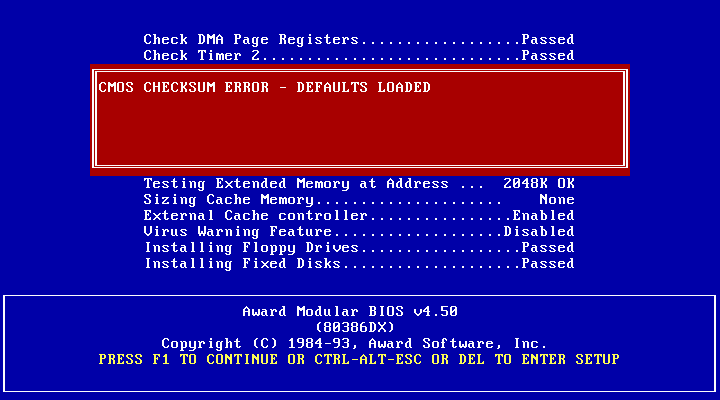 Check DMA Page Registers..................Passed
Check Timer 2.............................Passed
CMOS CHECKSUM ERROR - DEFAULTS LOADED
Testing Extended Memory at Address ...  2048K OK
Sizing Cache Memory.....................    None
External Cache controller................Enabled
Virus Warning Feature...................Disabled
Installing Floppy Drives..................Passed
Installing Fixed Disks....................Passed
Award Modular BIOS v4.50
(80386DX)
Copyright (C) 1984-93, Award Software, Inc.
PRESS F1 TO CONTINUE OR CTRL-ALT-ESC OR DEL TO ENTER SETUP